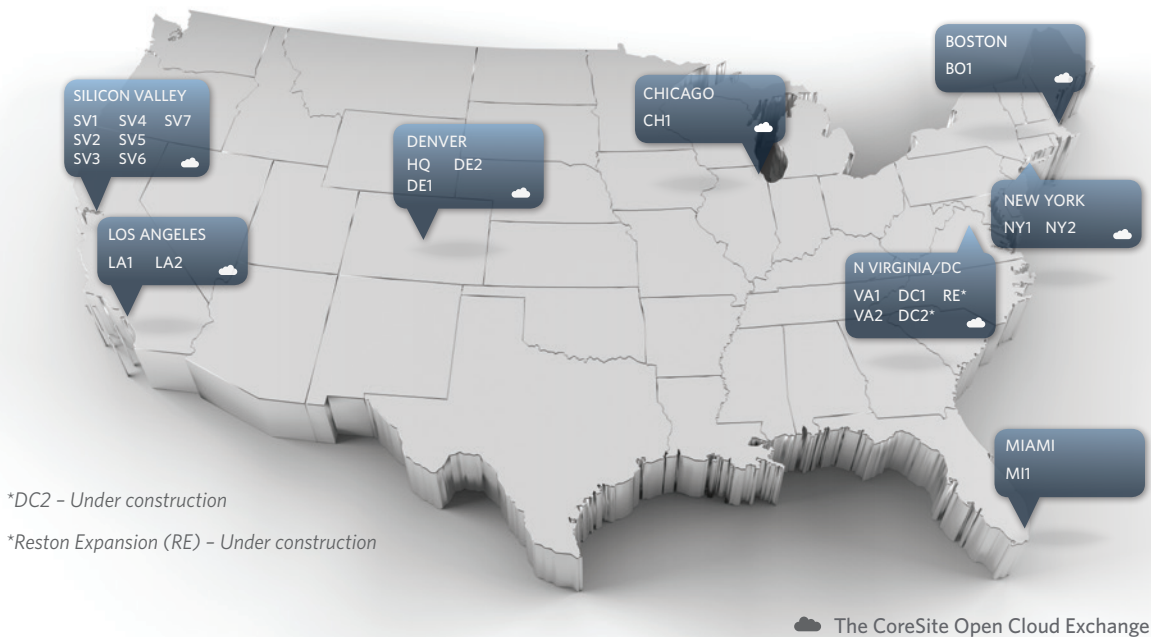 BOSTON
BO1
SILICON VALLEY
SV1 SV4 SV7
SV2 SV5
SV3 SV6
CHICAGO
CH1
DENVER
HQ DE2
DE1
NEW YORK
NY1 NY2
LOS ANGELES
LA1 LA2
N VIRGINIA/DC
VA1 DC1 RE*
VA2 DC2*
MIAMI
MI1
*DC2 – Under construction
*Reston Expansion (RE) – Under construction
The CoreSite Open Cloud Exchange